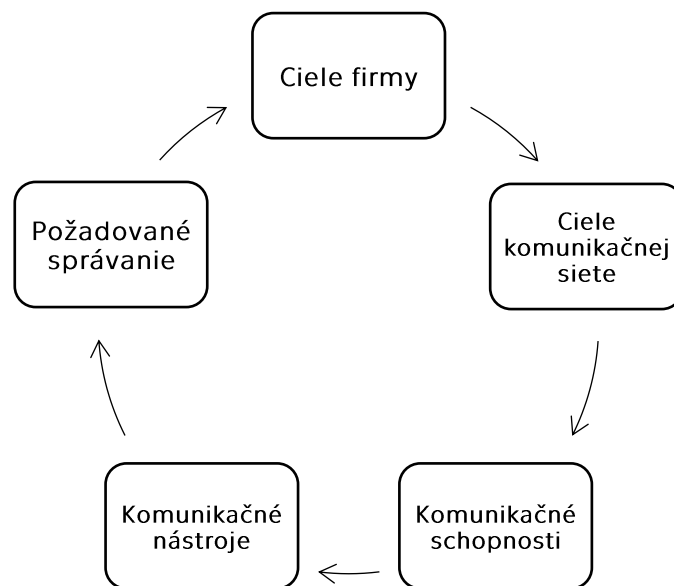 Ciele firmy
Ciele
komunikačnej
siete
Komunikačné
schopnosti
Komunikačné
nástroje
Požadované
správanie